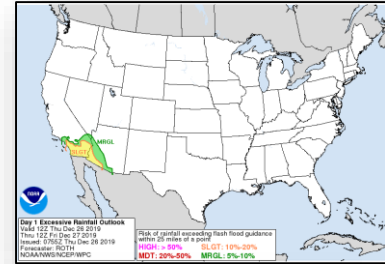 MRGL
SLGT
NOAA
Day 1 Excessive Rainfall Outlook
Valid 12Z Thu Dec 26 2019
Thru 12Z Fri Dec 27 2019
Issued: 0755Z Thu Dec 26 2019
Forecaster: ROTH
NOAA/NWS/NCEP/WPC
Risk of rainfall exceeding flash flood guidance
within 25 miles of a point
HIGH: > 50% SLGT: 10%-20%
MDT: 20%-50% MRGL: 5%-10%